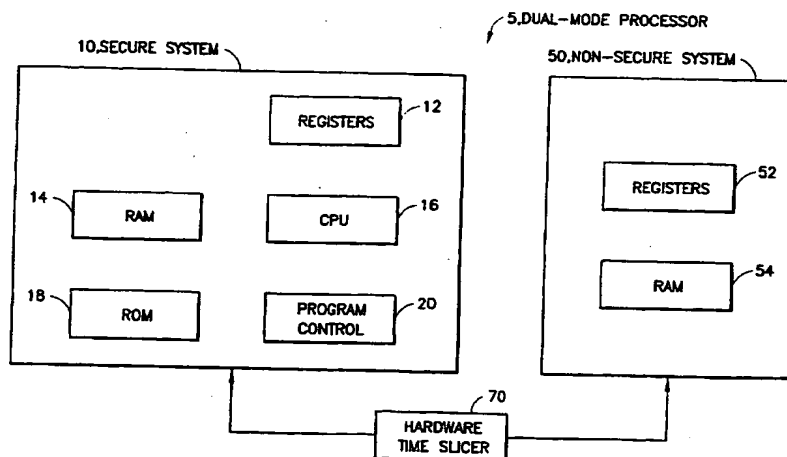 5,DUAL-MODE PROCESSOR
10,SECURE SYSTEM
50,NON-SECURE SYSTEM
12
REGISTERS
14
RAM
16
CPU
18
ROM
20
PROGRAM
CONTROL
52
REGISTERS
54
RAM
70
HARDWARE
TIME SLICER